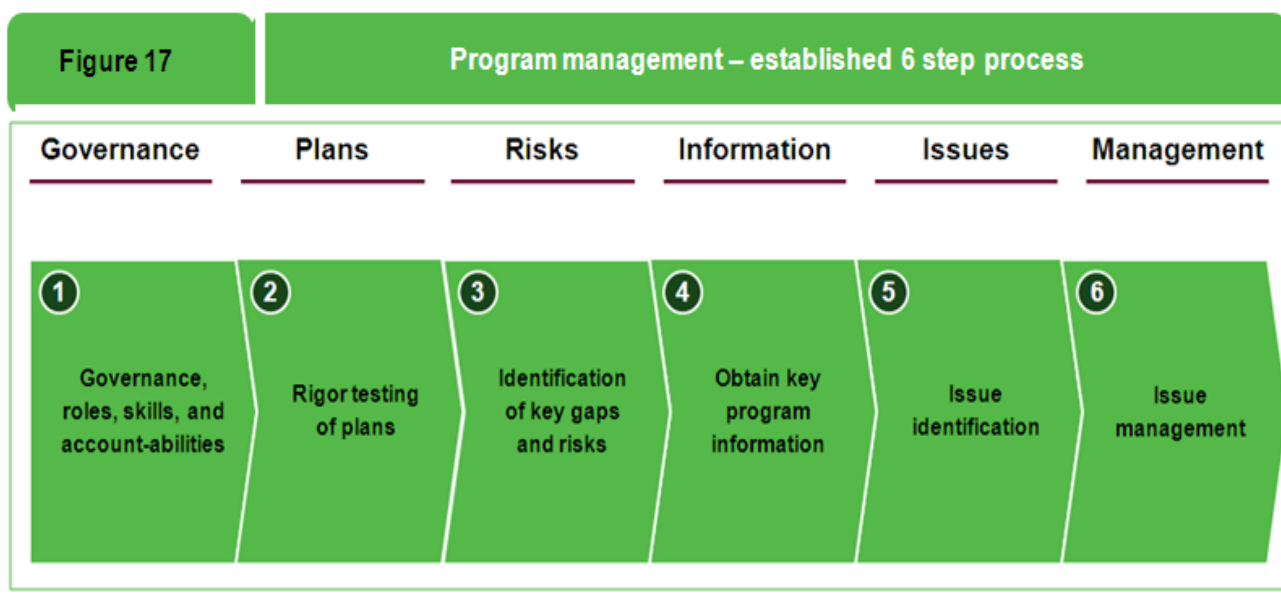 Figure 17
Program management – established 6 step process
Governance
Plans
Risks
Information
Issues
Management
1
Governance,
roles, skills, and
account-abilities
2
Rigor testing
of plans
3
Identification
of key gaps
and risks
4
Obtain key
program
information
5
Issue
identification
6
Issue
management